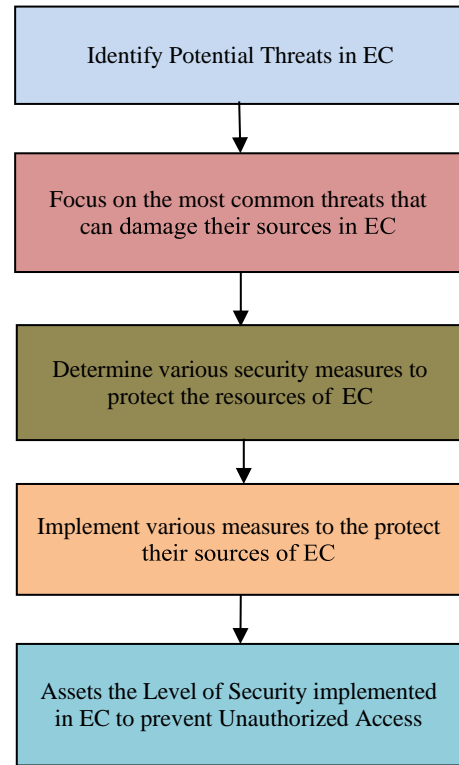 Identify Potential Threats in EC
Focus on the most common threats that
can damage their sources in EC
Determine various security measures to
protect the resources of EC
Implement various measures to the protect
their sources of EC
Assets the Level of Security implemented
in EC to prevent Unauthorized Access